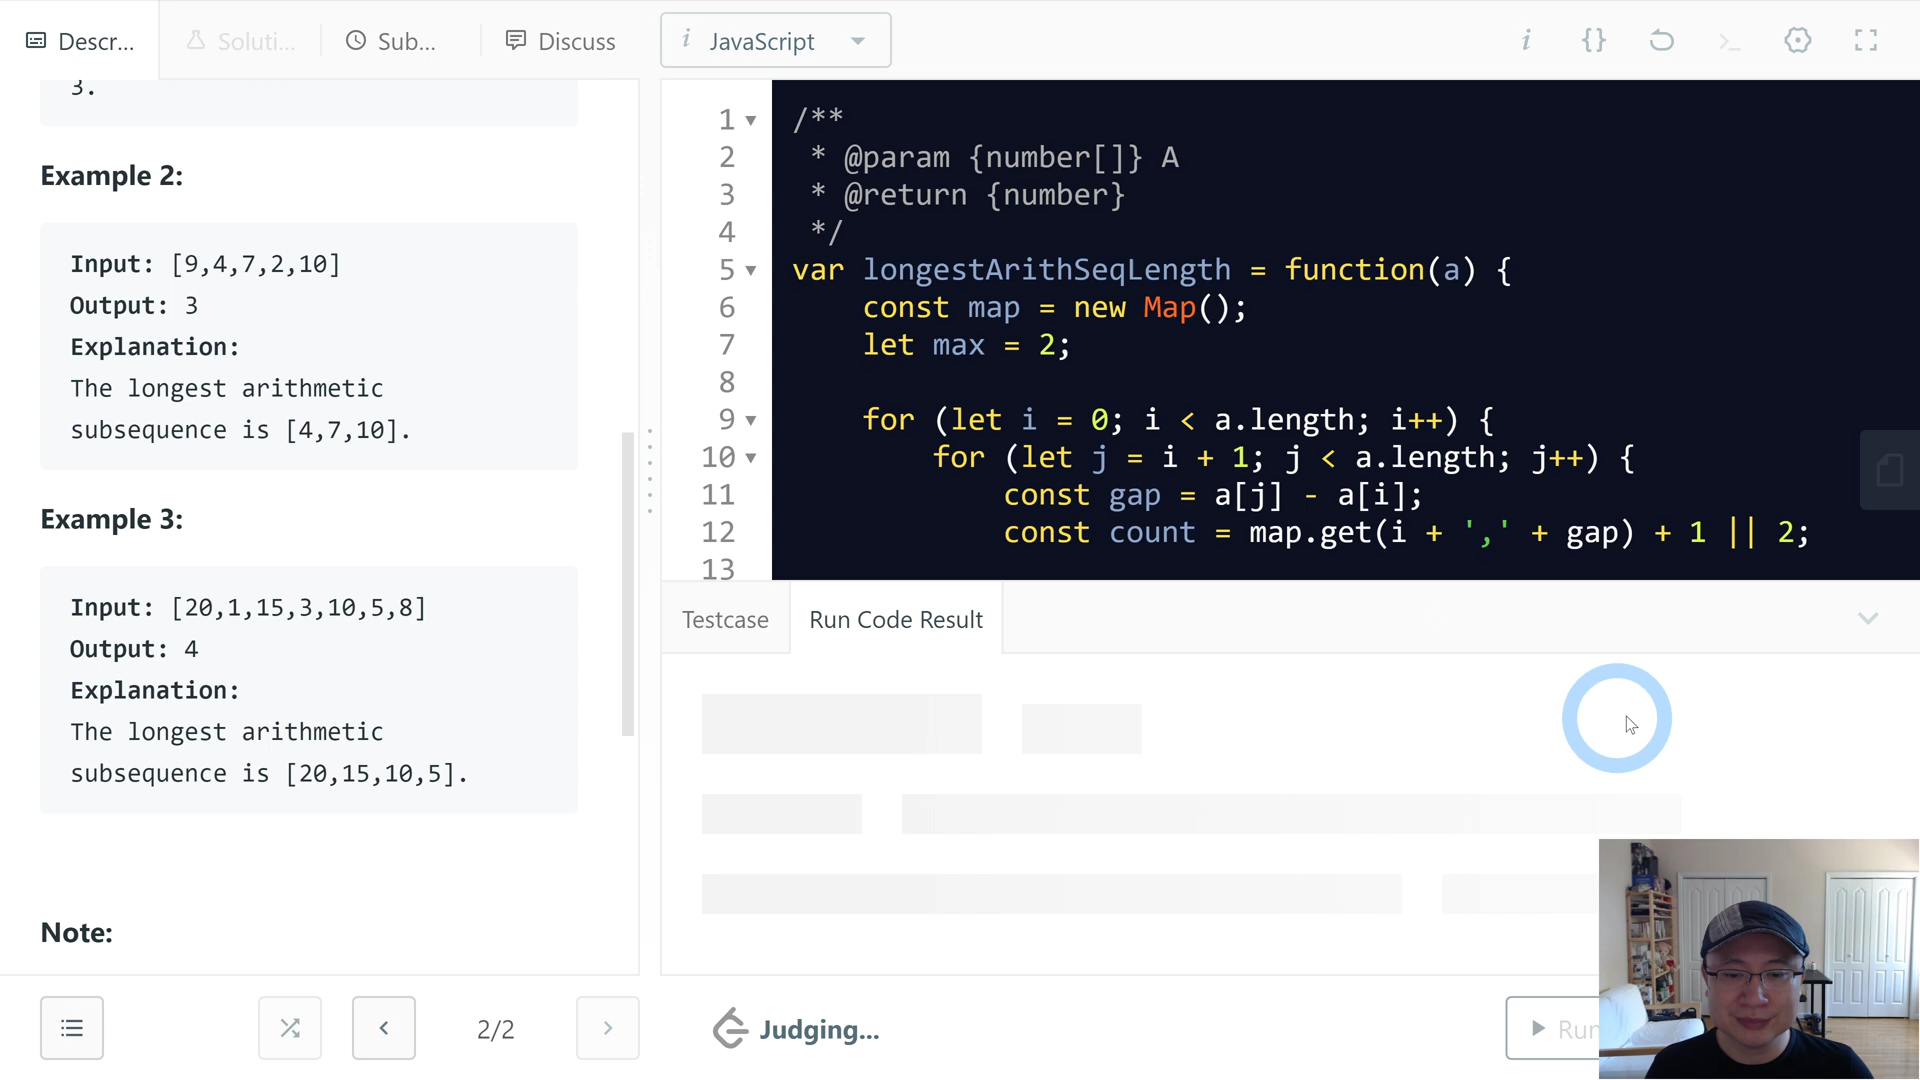 Descr...
Soluti...
Sub...
Discuss
i JavaScript
i {} >_
3.
Example 2:
Input: [9,4,7,2,10]
Output: 3
Explanation:
The longest arithmetic
subsequence is [4,7,10].
Example 3:
Input: [20,1,15,3,10,5,8]
Output: 4
Explanation:
The longest arithmetic
subsequence is [20,15,10,5].
Note:
2/2
1 /**
2 * @param {number[]} A
3 * @return {number}
4 */
5 var longestArithSeqLength = function(a) {
6 const map = new Map();
7 let max = 2;
8
9 for (let i = 0; i < a.length; i++) {
10 for (let j = i + 1; j < a.length; j++) {
11 const gap = a[j] - a[i];
12 const count = map.get(i + ',' + gap) + 1 || 2;
13
Testcase
Run Code Result
Judging...
Run